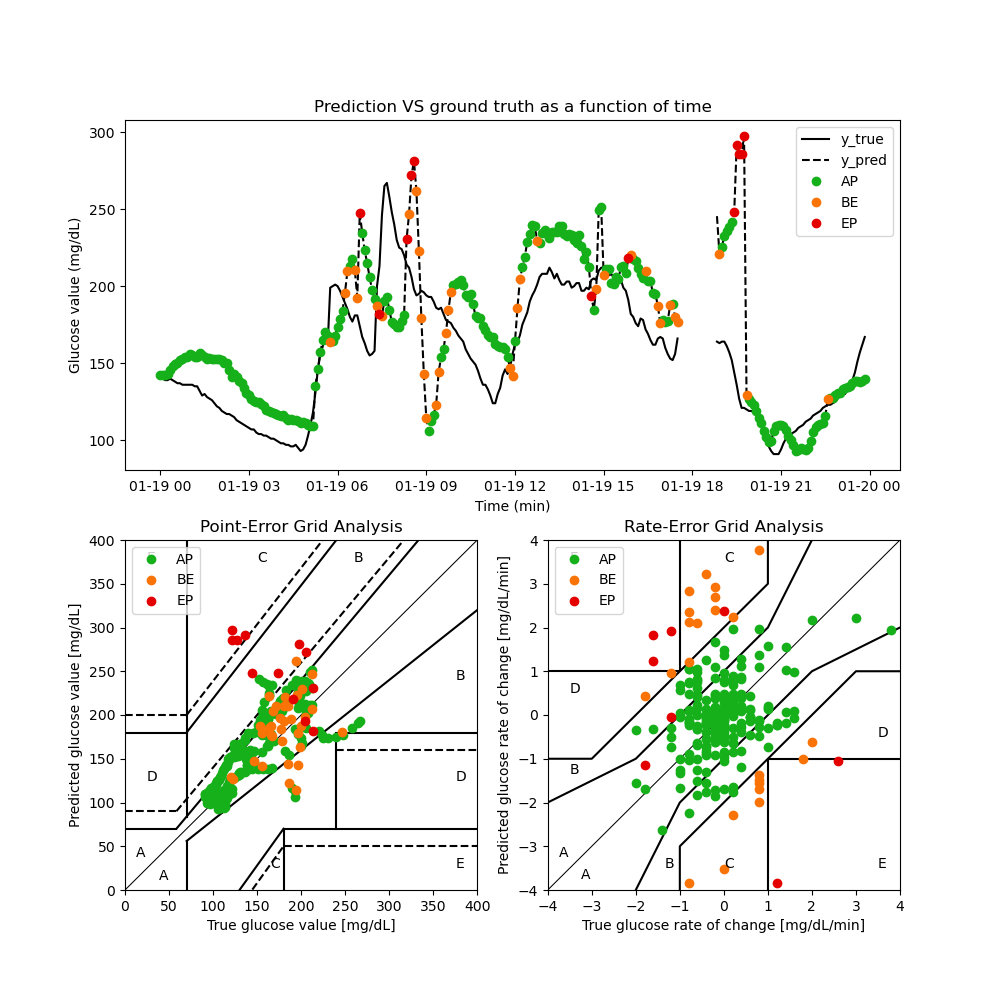 Prediction VS ground truth as a function of time
Glucose value (mg/dL)
300
250
200
150
100
y_true
y_pred
AP
BE
EP
01-19 00 01-19 03 01-19 06 01-19 09 01-19 12 01-19 15 01-19 18 01-19 21 01-20 00
Time (min)
Point-Error Grid Analysis
Predicted glucose value [mg/dL]
400
350
300
250
200
150
100
50
0
AP
BE
EP
C
B
B
D
D
A
A
C
E
0 50 100 150 200 250 300 350 400
True glucose value [mg/dL]
Rate-Error Grid Analysis
Predicted glucose rate of change [mg/dL/min]
4
3
2
1
0
−1
−2
−3
−4
AP
BE
EP
C
D
D
B
A
A
B
C
E
−4 −3 −2 −1 0 1 2 3 4
True glucose rate of change [mg/dL/min]